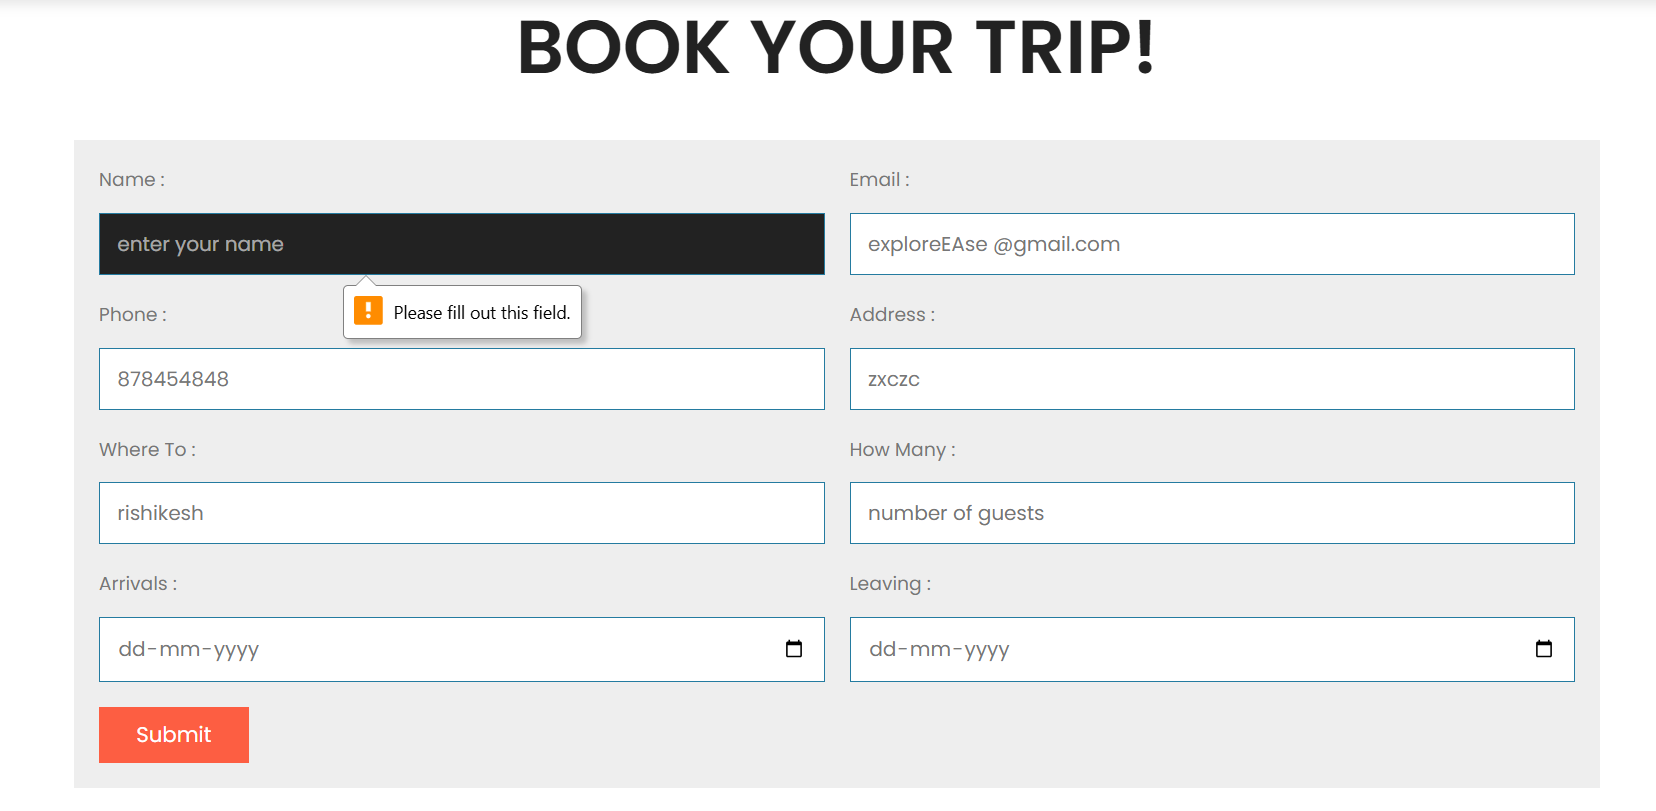 BOOK YOUR TRIP!
Name :
Email :
enter your name
exploreEAse @gmail.com
Please fill out this field.
Phone :
Address :
878454848
zxczc
Where To :
How Many :
rishikesh
number of guests
Arrivals :
Leaving :
dd-mm-yyyy
dd-mm-yyyy
Submit